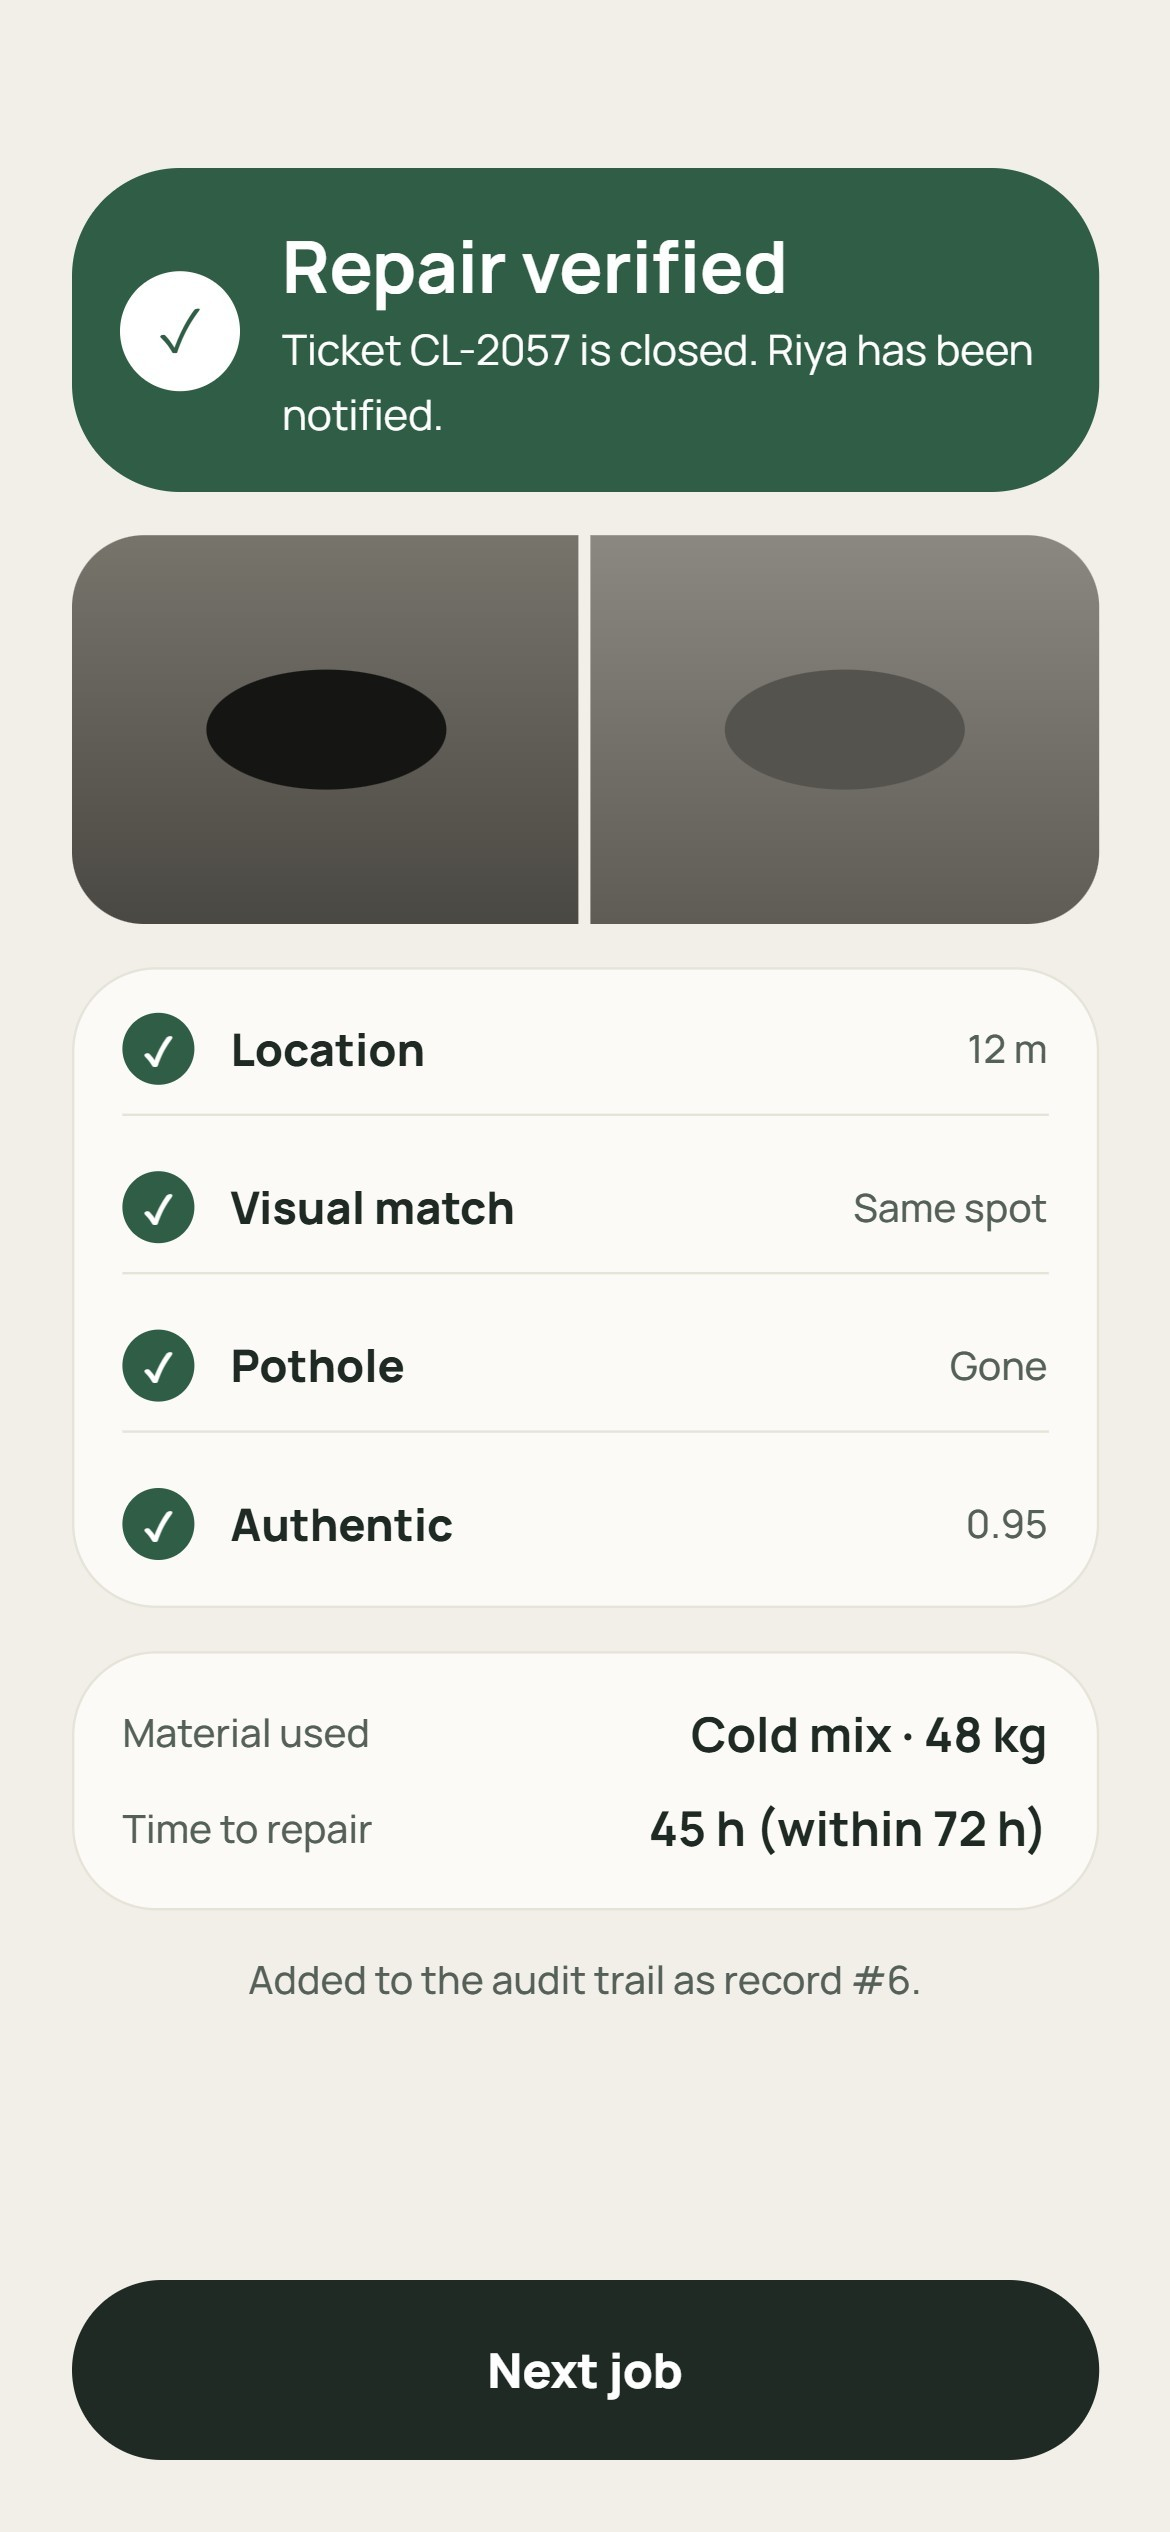 Repair verified
Ticket CL-2057 is closed. Riya has been
notified.
Location 12 m
Visual match Same spot
Pothole Gone
Authentic 0.95
Material used Cold mix · 48 kg
Time to repair 45 h (within 72 h)
Added to the audit trail as record #6.
Next job